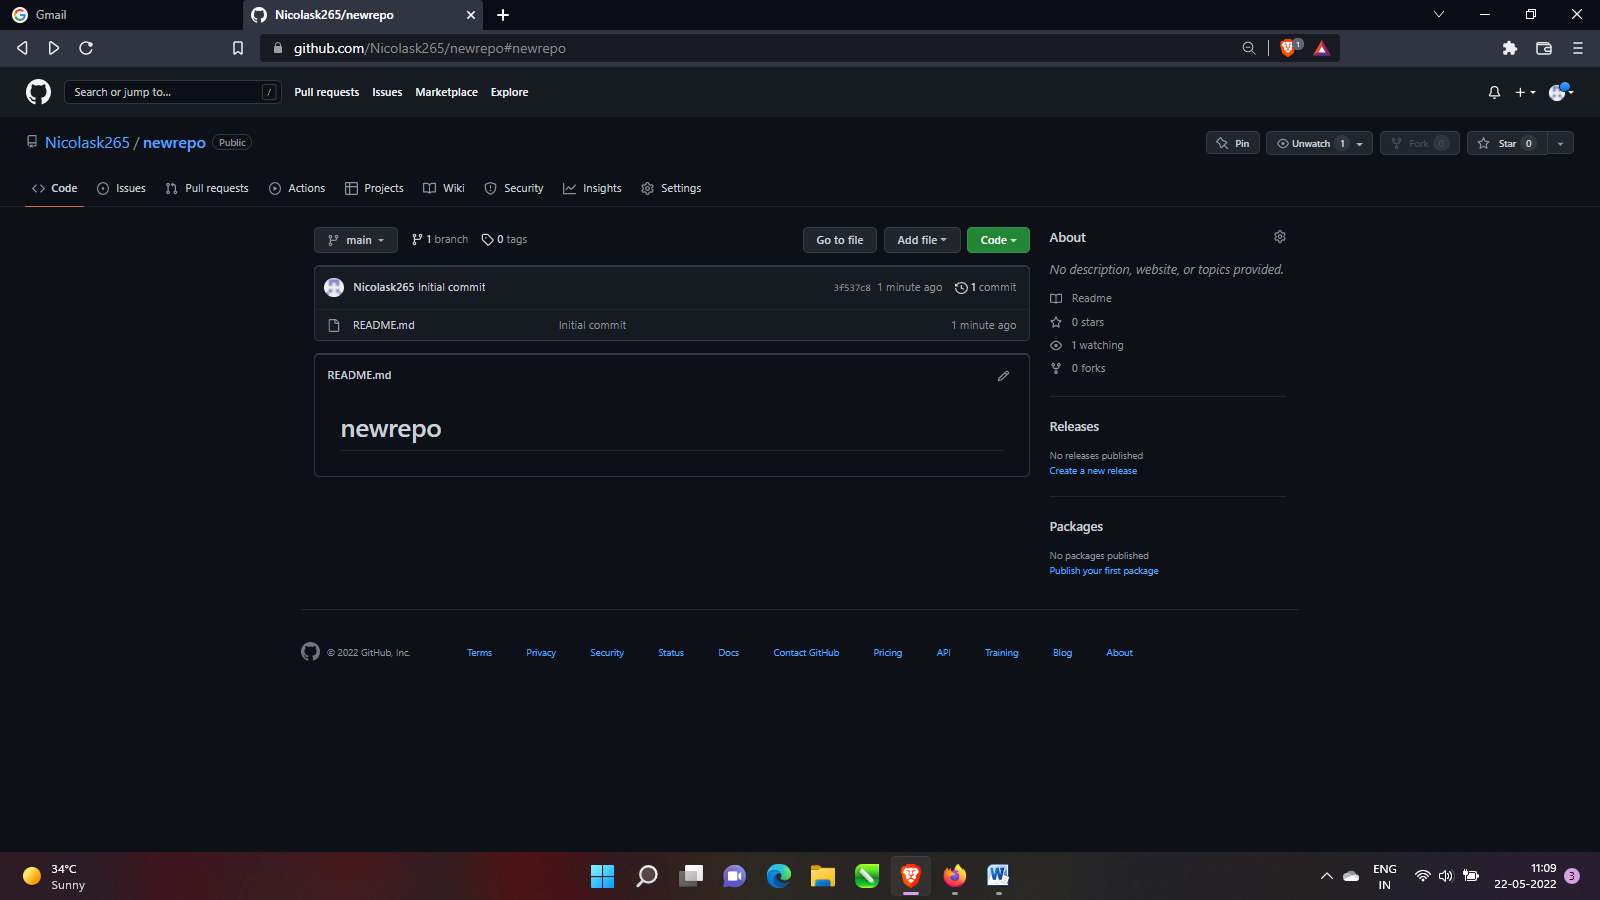 Gmail
Nicolask265/newrepo
github.com/Nicolask265/newrepo#newrepo
1
Search or jump to...
/
Pull requests
Issues
Marketplace
Explore
Nicolask265 / newrepo
Public
Pin
Unwatch 1
Fork 0
Star 0
Code
Issues
Pull requests
Actions
Projects
Wiki
Security
Insights
Settings
main
1 branch
0 tags
Go to file
Add file
Code
Nicolask265 Initial commit
3f537c8 1 minute ago
1 commit
README.md
Initial commit
1 minute ago
README.md
newrepo
About
No description, website, or topics provided.
Readme
0 stars
1 watching
0 forks
Releases
No releases published
Create a new release
Packages
No packages published
Publish your first package
© 2022 GitHub, Inc.
Terms
Privacy
Security
Status
Docs
Contact GitHub
Pricing
API
Training
Blog
About
34°C
Sunny
ENG
IN
11:09
22-05-2022
3